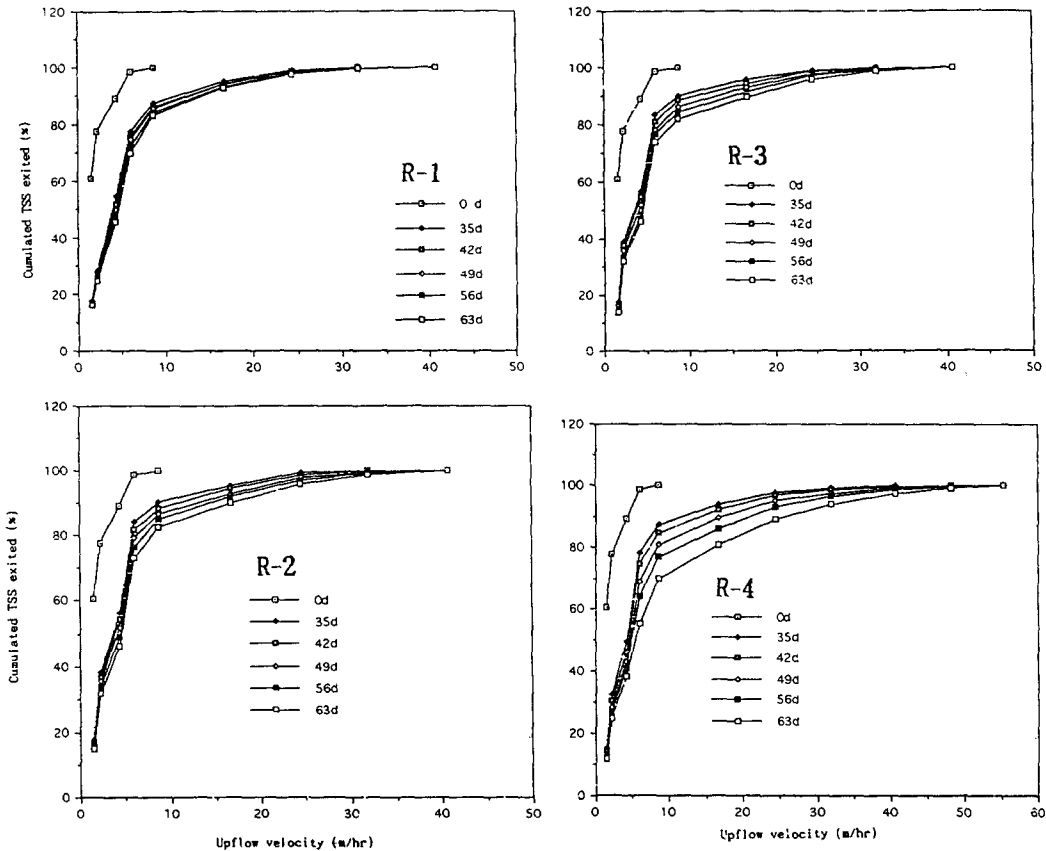 120
100
80
60
40
20
0
Cumulated TSS exited (%)
R-1
0 d
35d
42d
49d
56d
63d
0 10 20 30 40 50
120
100
80
60
40
20
0
R-3
0d
35d
42d
49d
56d
63d
0 10 20 30 40 50
120
100
80
60
40
20
0
Cumulated TSS exited (%)
R-2
0d
35d
42d
49d
56d
63d
0 10 20 30 40 50
Upflow velocity (m/hr)
120
100
80
60
40
20
0
R-4
0d
35d
42d
49d
56d
63d
0 10 20 30 40 50 60
Upflow velocity (m/hr)